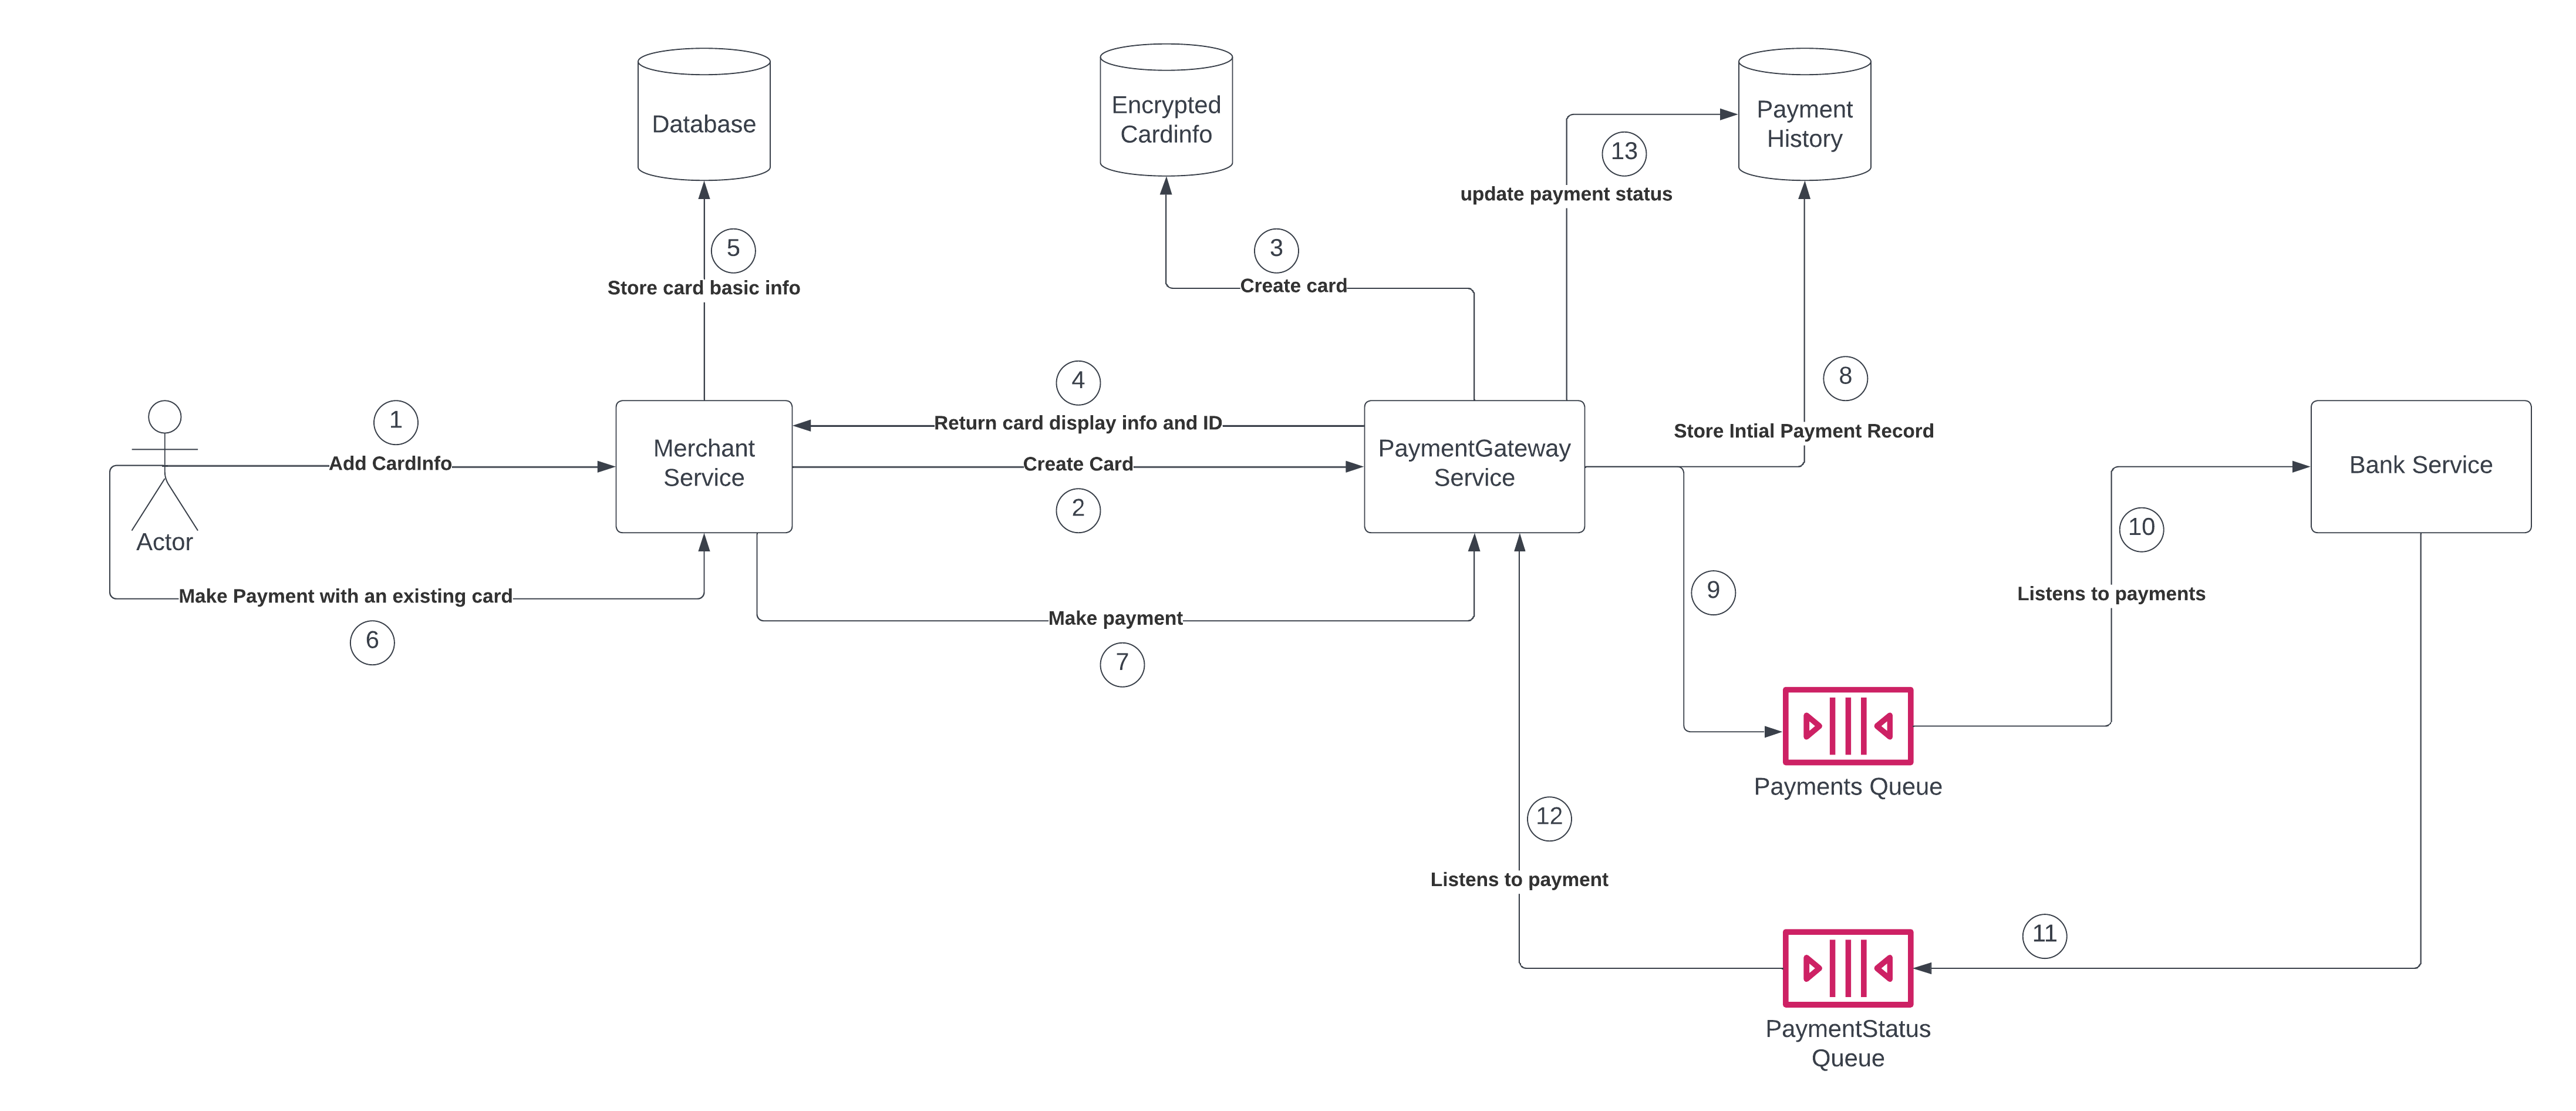 Database
Encrypted
Cardinfo
Payment
History
13
update payment status
5
Store card basic info
3
Create card
4
Return card display info and ID
8
Store Intial Payment Record
1
Add CardInfo
Merchant
Service
Create Card
2
PaymentGateway
Service
Bank Service
10
Actor
Make Payment with an existing card
6
Make payment
7
9
Listens to payments
Payments Queue
12
Listens to payment
11
PaymentStatus
Queue